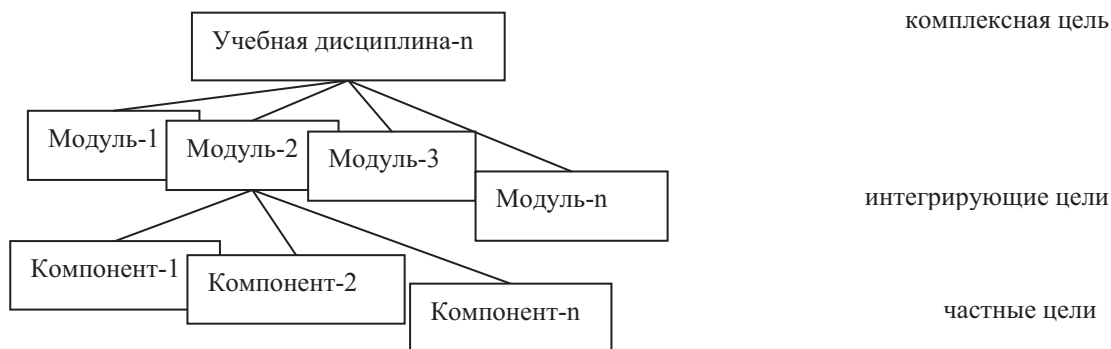 комплексная цель
Учебная дисциплина-n
Модуль-1
Модуль-2
Модуль-3
Модуль-n
интегрирующие цели
Компонент-1
Компонент-2
Компонент-n
частные цели